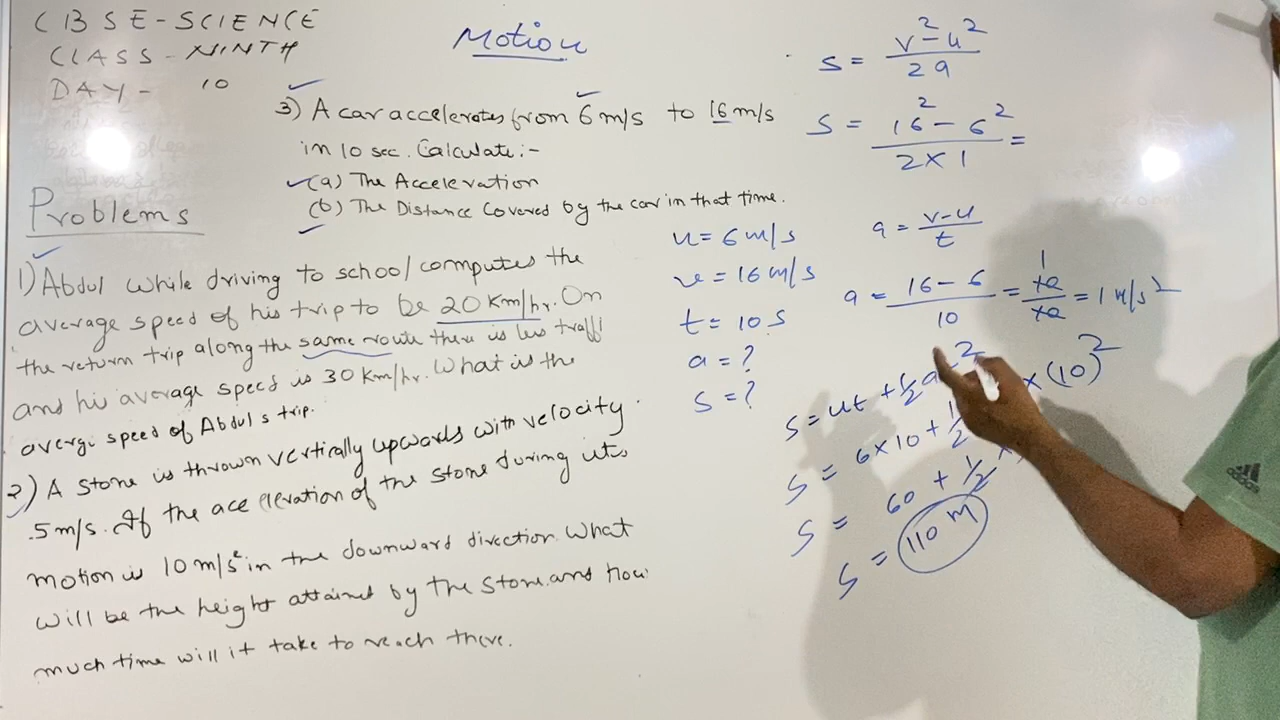 CBSE-SCIENCE
CLASS- NINTH
DAY- 10
Motion
3) A car accelerates from 6 m/s to 16 m/s
in 10 sec. Calculate:-
(a) The Acceleration
(b) The Distance Covered by the car in that time.
Problems
1) Abdul while driving to school computes the
average speed of his trip to be 20 Km/hr. On
the return trip along the same route there is less traffi
and his average speed is 30 Km/hr. What is the
averg. speed of Abdul s trip.
2) A stone is thrown vertically upwards with velocity
5 m/s. If the acceleration of the stone during its
motion is 10 m/s² in the downward direction. What
will be the height attained by the stone and how
much time will it take to reach there.
u = 6 m/s
v = 16 m/s
t = 10 s
a = ?
s = ?
s = v² - u² / 2a
s = 16² - 6² / 2 × 1 =
a = v-u / t
a = 16 - 6 / 10 = 10 / 10 = 1 m/s²
1
s = ut + ½ a 2
s = 6×10 + ½ × (10)²
s = 60 + ½ ×
s = 110 m
adidas